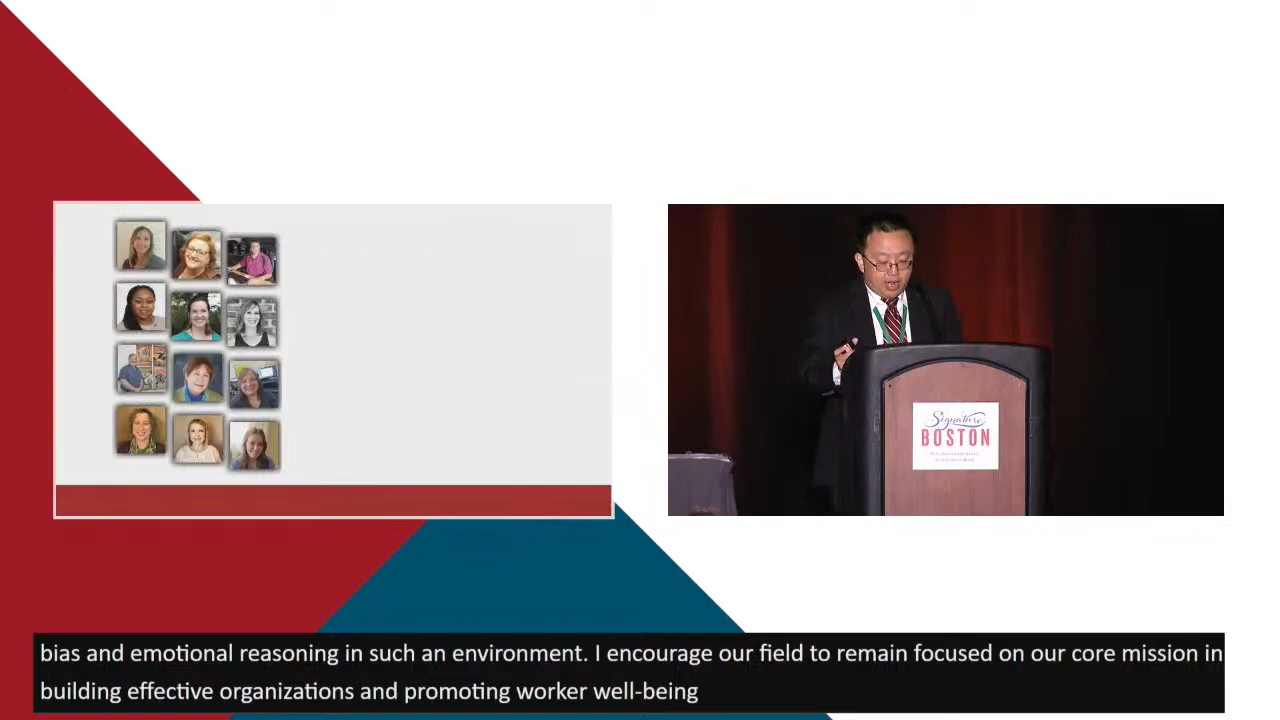 Signature
BOSTON
bias and emotional reasoning in such an environment. I encourage our field to remain focused on our core mission in
building effective organizations and promoting worker well-being